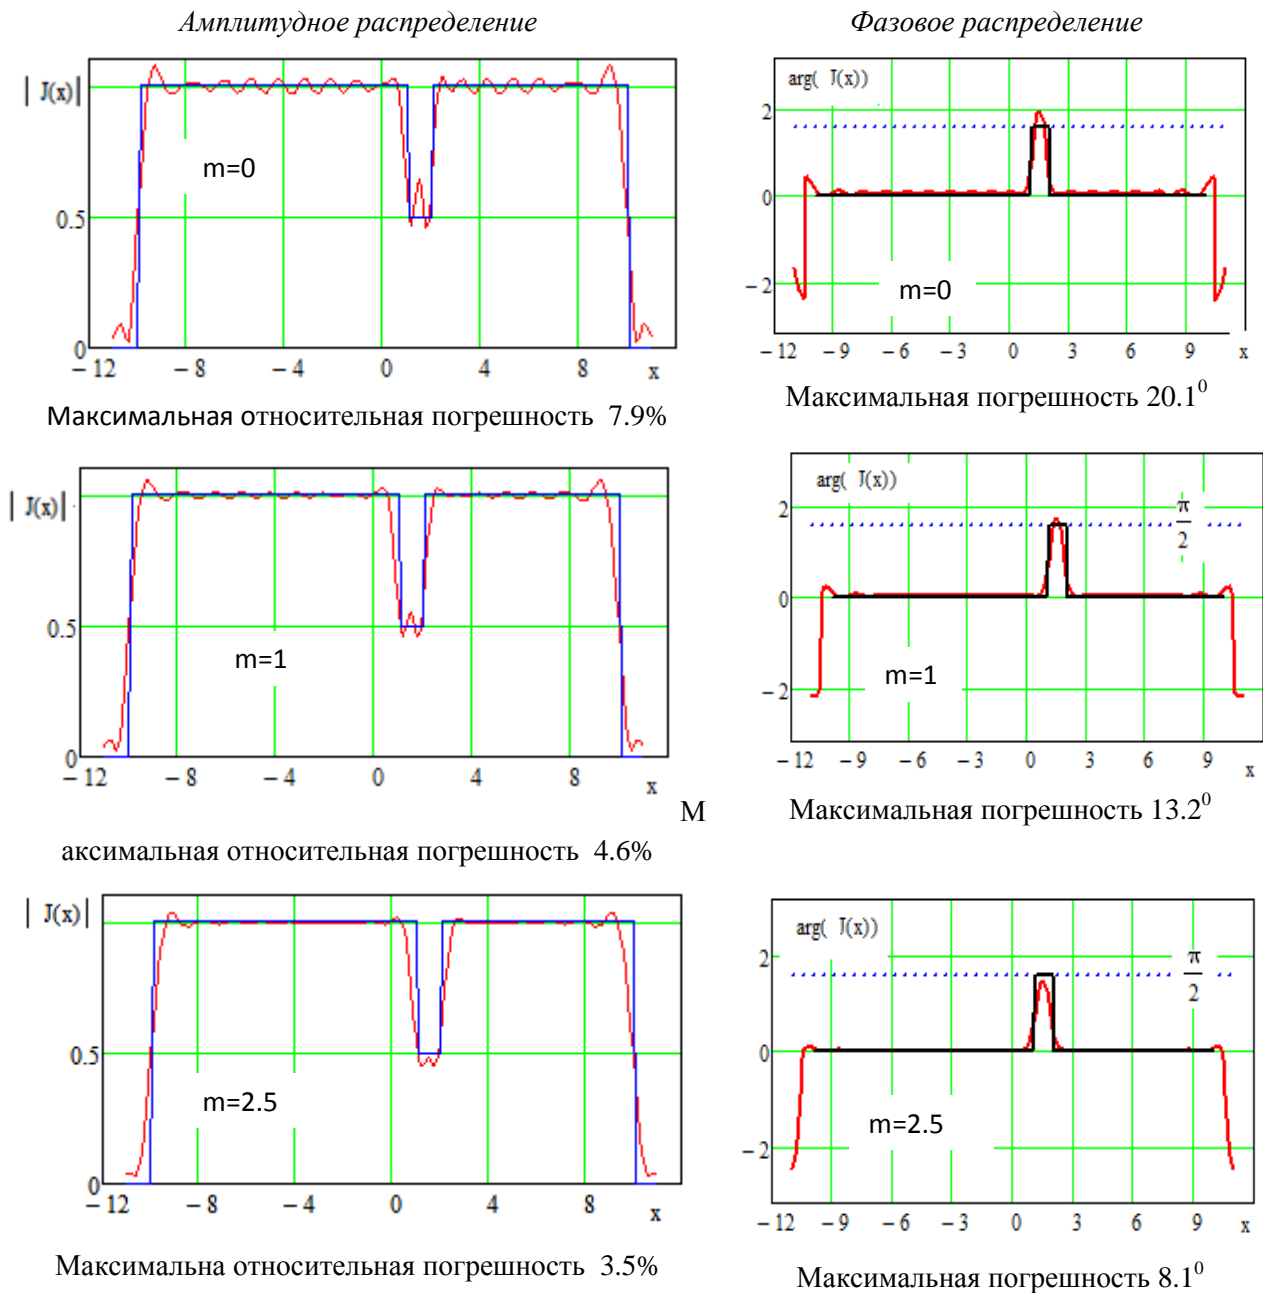 Амплитудное распределение Фазовое распределение
| J(x)|
0.5
0
m=0
−12 −8 −4 0 4 8 x
arg( J(x))
2
0
−2
m=0
−12 −9 −6 −3 0 3 6 9 x
Максимальная относительная погрешность 7.9%
Максимальная погрешность 20.1⁰
| J(x)|
0.5
0
m=1
−12 −8 −4 0 4 8 x
arg( J(x))
2
0
−2
π
2
m=1
−12 −9 −6 −3 0 3 6 9 x
М
аксимальная относительная погрешность 4.6%
Максимальная погрешность 13.2⁰
| J(x)|
0.5
0
m=2.5
−12 −8 −4 0 4 8 x
arg( J(x))
2
0
−2
π
2
m=2.5
−12 −9 −6 −3 0 3 6 9 x
Максимальна относительная погрешность 3.5%
Максимальная погрешность 8.1⁰